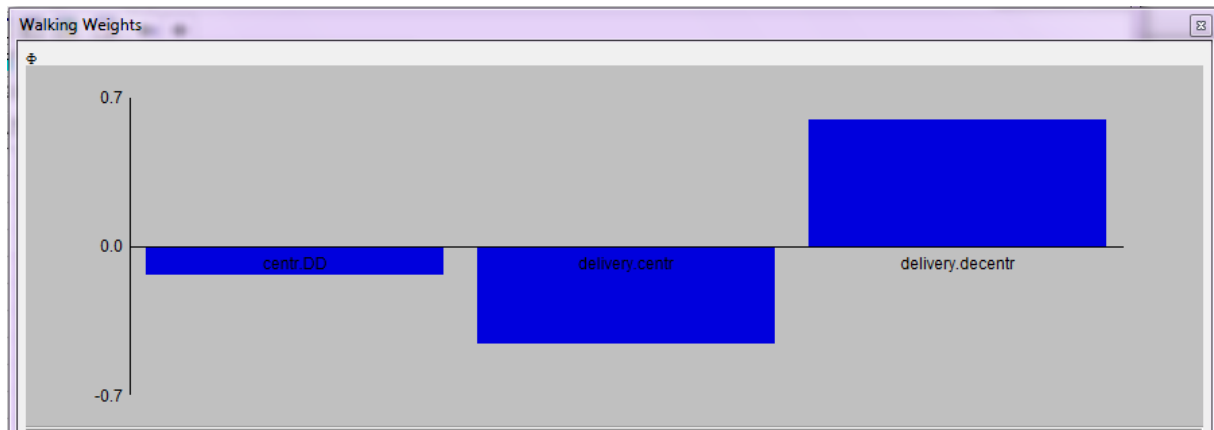 Walking Weights
Φ
0.7
0.0
centr.DD delivery.centr delivery.decentr
-0.7